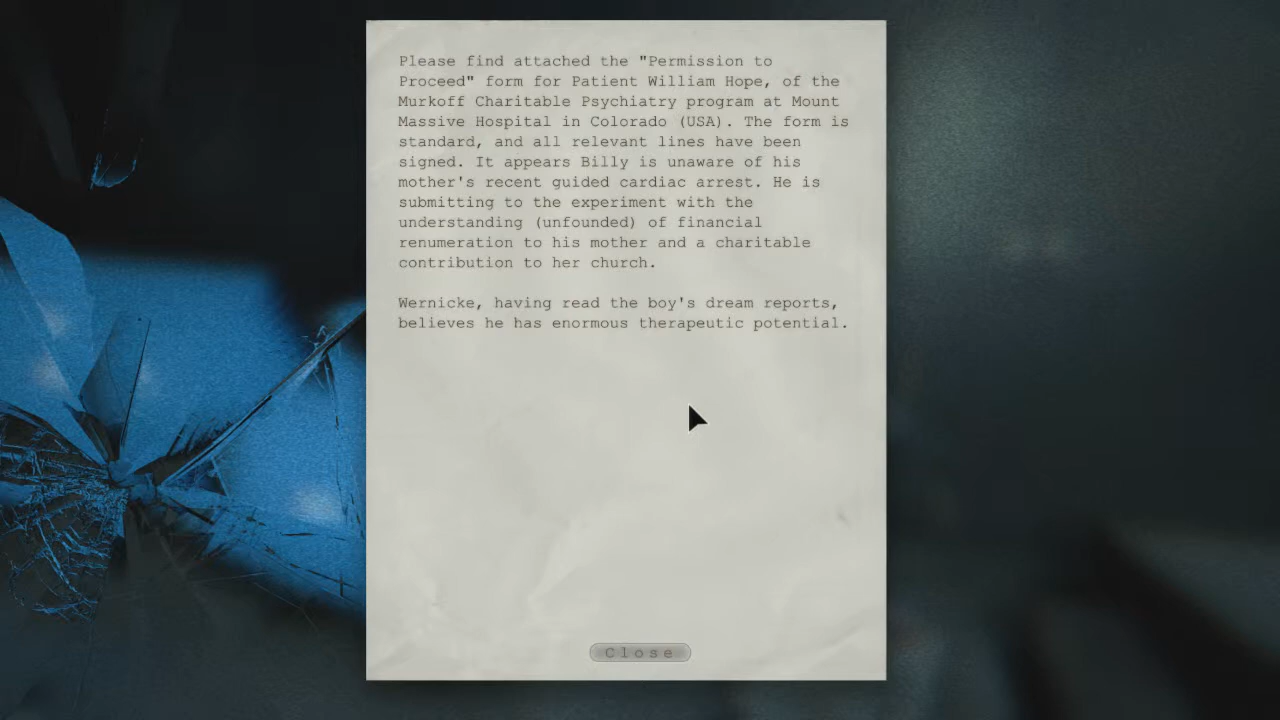 Please find attached the "Permission to
Proceed" form for Patient William Hope, of the
Murkoff Charitable Psychiatry program at Mount
Massive Hospital in Colorado (USA). The form is
standard, and all relevant lines have been
signed. It appears Billy is unaware of his
mother's recent guided cardiac arrest. He is
submitting to the experiment with the
understanding (unfounded) of financial
renumeration to his mother and a charitable
contribution to her church.
Wernicke, having read the boy's dream reports,
believes he has enormous therapeutic potential.
Close